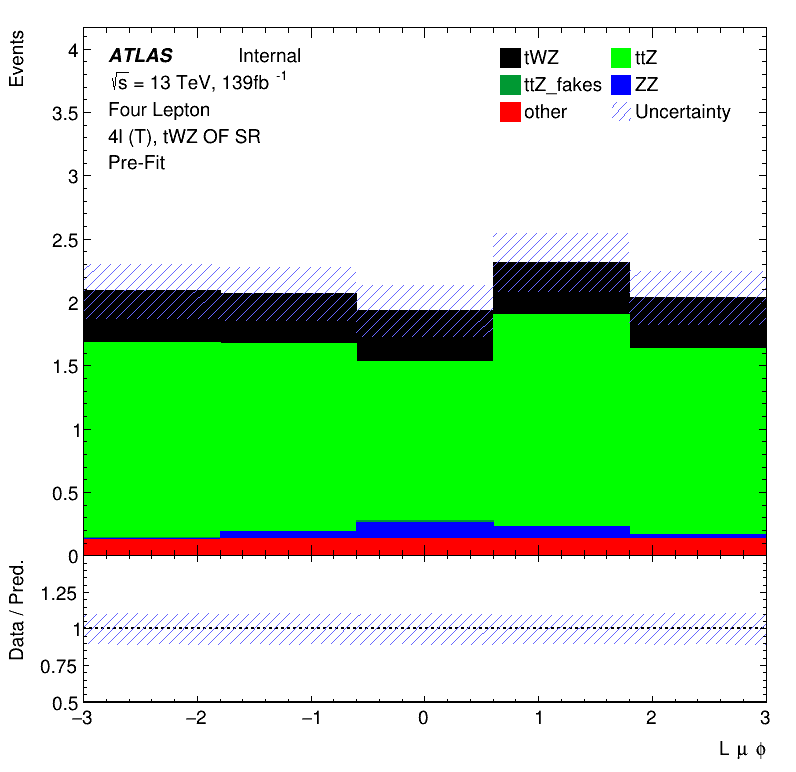 Events
4
3.5
3
2.5
2
1.5
1
0.5
0
ATLAS Internal
√s = 13 TeV, 139fb⁻¹
Four Lepton
4l (T), tWZ OF SR
Pre-Fit
tWZ
ttZ
ttZ_fakes
ZZ
other
Uncertainty
Data / Pred.
1.25
1
0.75
0.5
−3 −2 −1 0 1 2 3
L μ ϕ